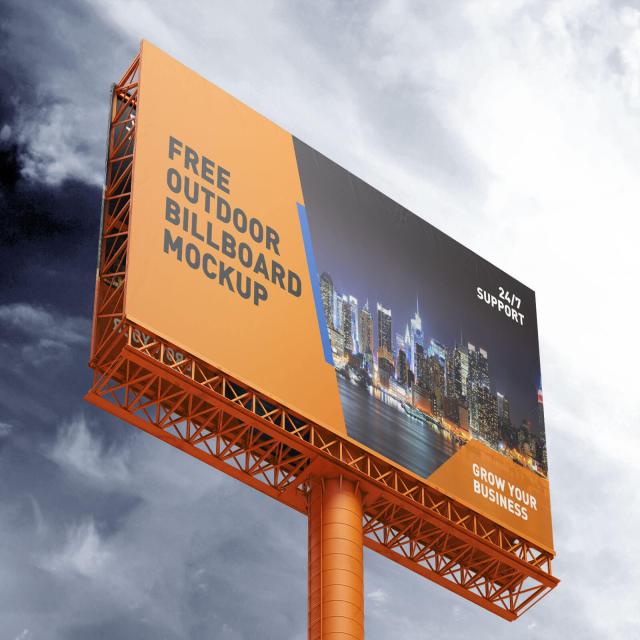 FREE
OUTDOOR
BILLBOARD
MOCKUP
24/7
SUPPORT
GROW YOUR
BUSINESS